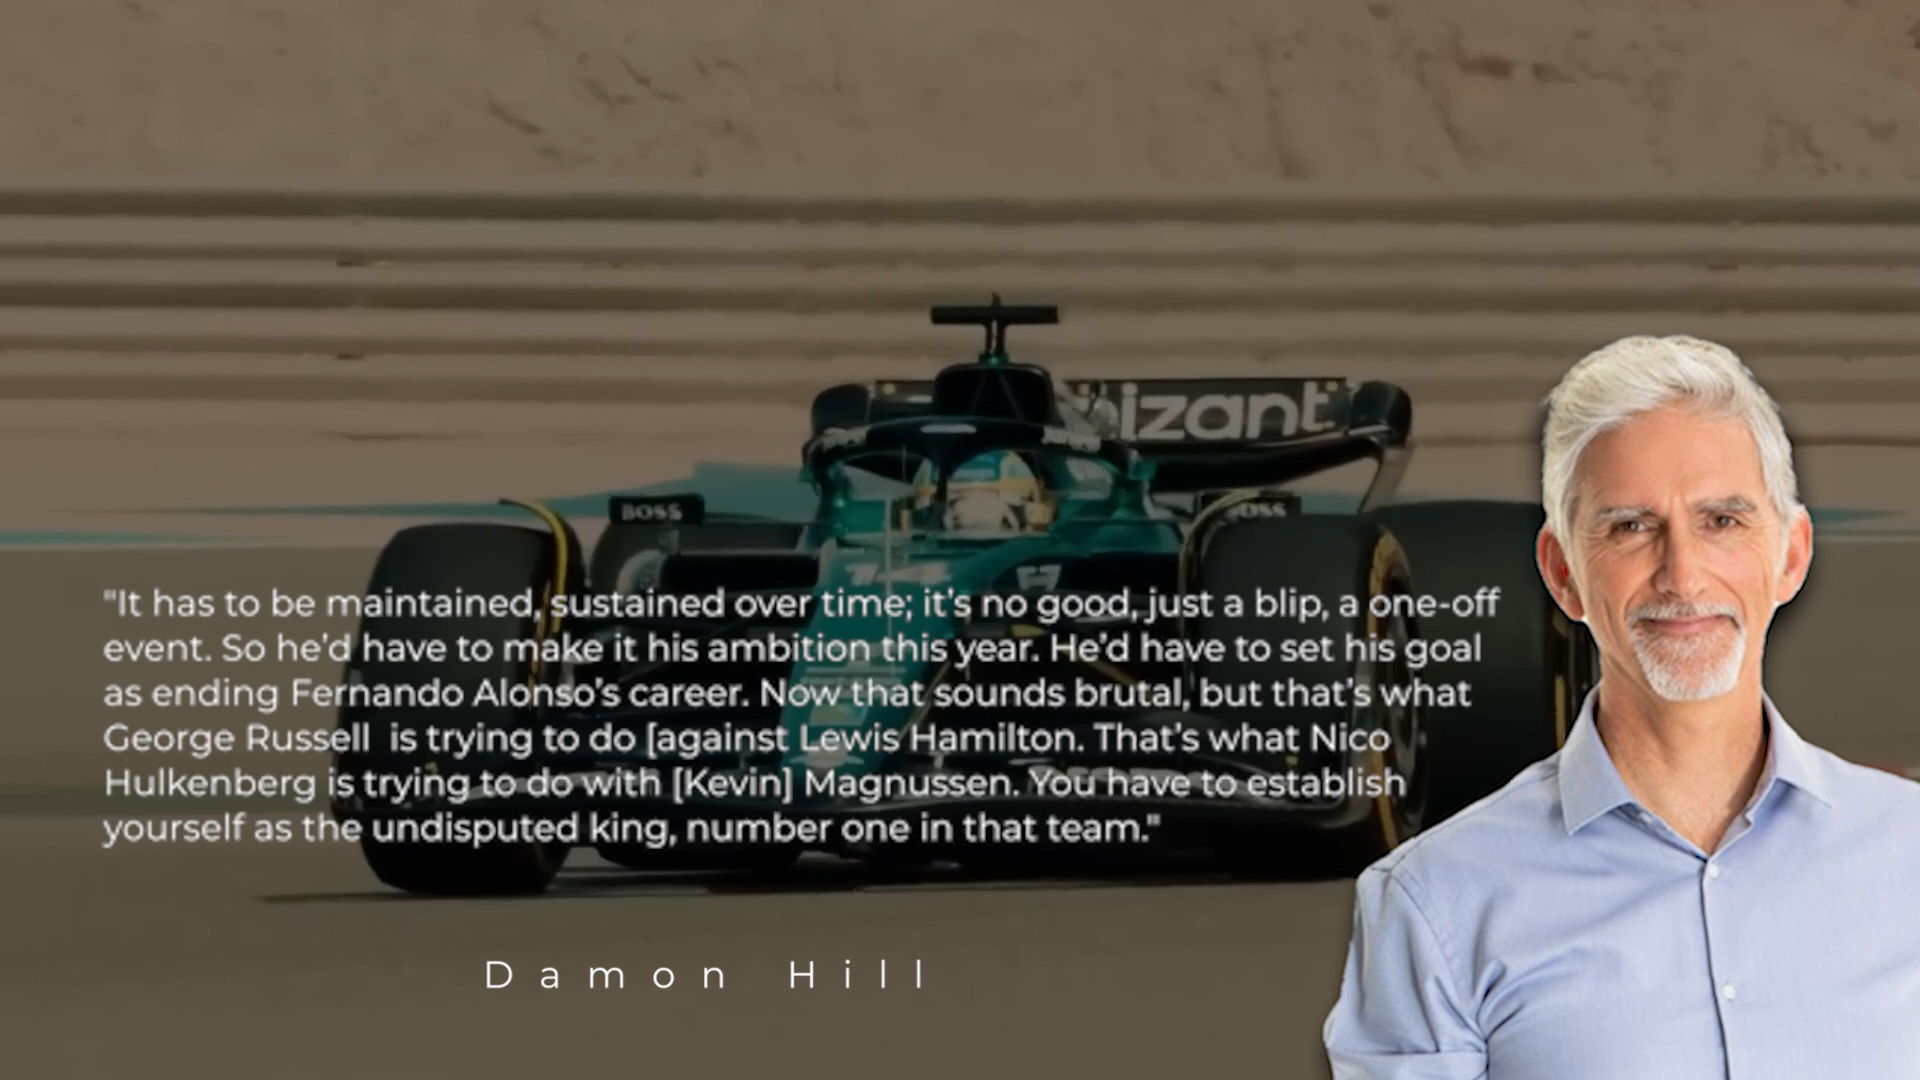 izant
BOSS
BOSS
"It has to be maintained, sustained over time; it’s no good, just a blip, a one-off
event. So he’d have to make it his ambition this year. He’d have to set his goal
as ending Fernando Alonso’s career. Now that sounds brutal, but that’s what
George Russell  is trying to do [against Lewis Hamilton. That’s what Nico
Hulkenberg is trying to do with [Kevin] Magnussen. You have to establish
yourself as the undisputed king, number one in that team."
Damon Hill